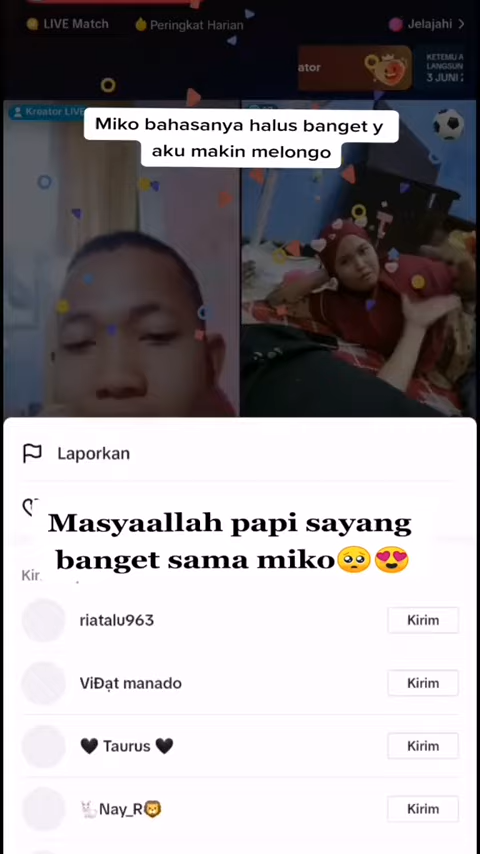 LIVE Match
Peringkat Harian
Jelajahi >
ator
KETEMU A
LANGSUN
3 JUNI
Kreator LIVE
Miko bahasanya halus banget y
aku makin melongo
Laporkan
Masyaallah papi sayang
banget sama miko🥺😍
Kir
riatalu963
Kirim
ViĐạt manado
Kirim
🖤 Taurus 🖤
Kirim
🐇Nay_R🦁
Kirim